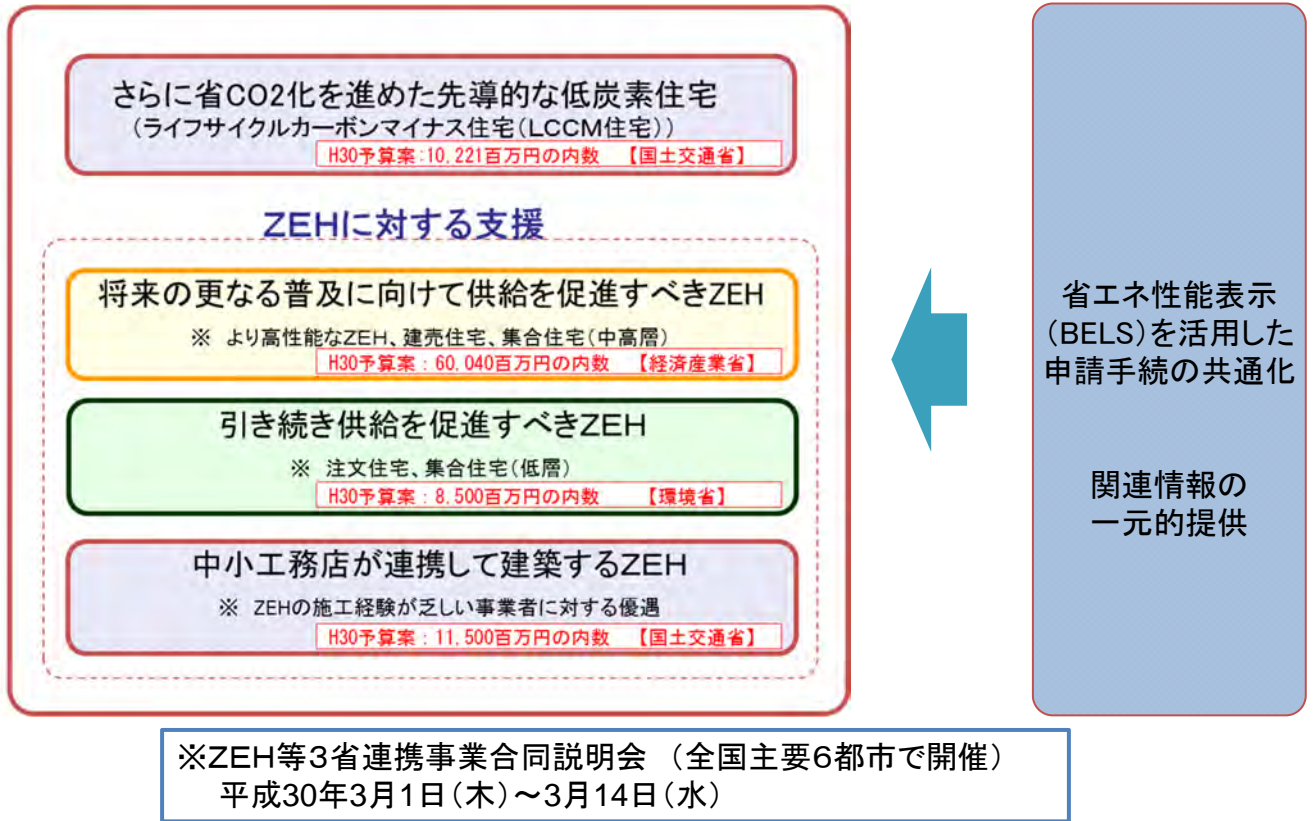 さらに省CO2化を進めた先導的な低炭素住宅
(ライフサイクルカーボンマイナス住宅(LCCM住宅))
H30予算案:10,221百万円の内数 【国土交通省】
ZEHに対する支援
将来の更なる普及に向けて供給を促進すべきZEH
※ より高性能なZEH、建売住宅、集合住宅(中高層)
H30予算案:60,040百万円の内数 【経済産業省】
引き続き供給を促進すべきZEH
※ 注文住宅、集合住宅(低層)
H30予算案:8,500百万円の内数 【環境省】
中小工務店が連携して建築するZEH
※ ZEHの施工経験が乏しい事業者に対する優遇
H30予算案:11,500百万円の内数 【国土交通省】
省エネ性能表示
(BELS)を活用した
申請手続の共通化
関連情報の
一元的提供
※ZEH等3省連携事業合同説明会 (全国主要6都市で開催)
平成30年3月1日(木)~3月14日(水)